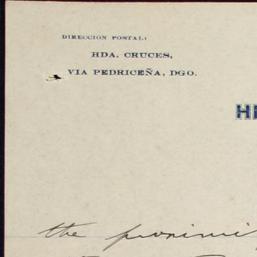 DIRECCION POSTAL:
HDA. CRUCES,
VIA PEDRICEÑA, DGO.
the